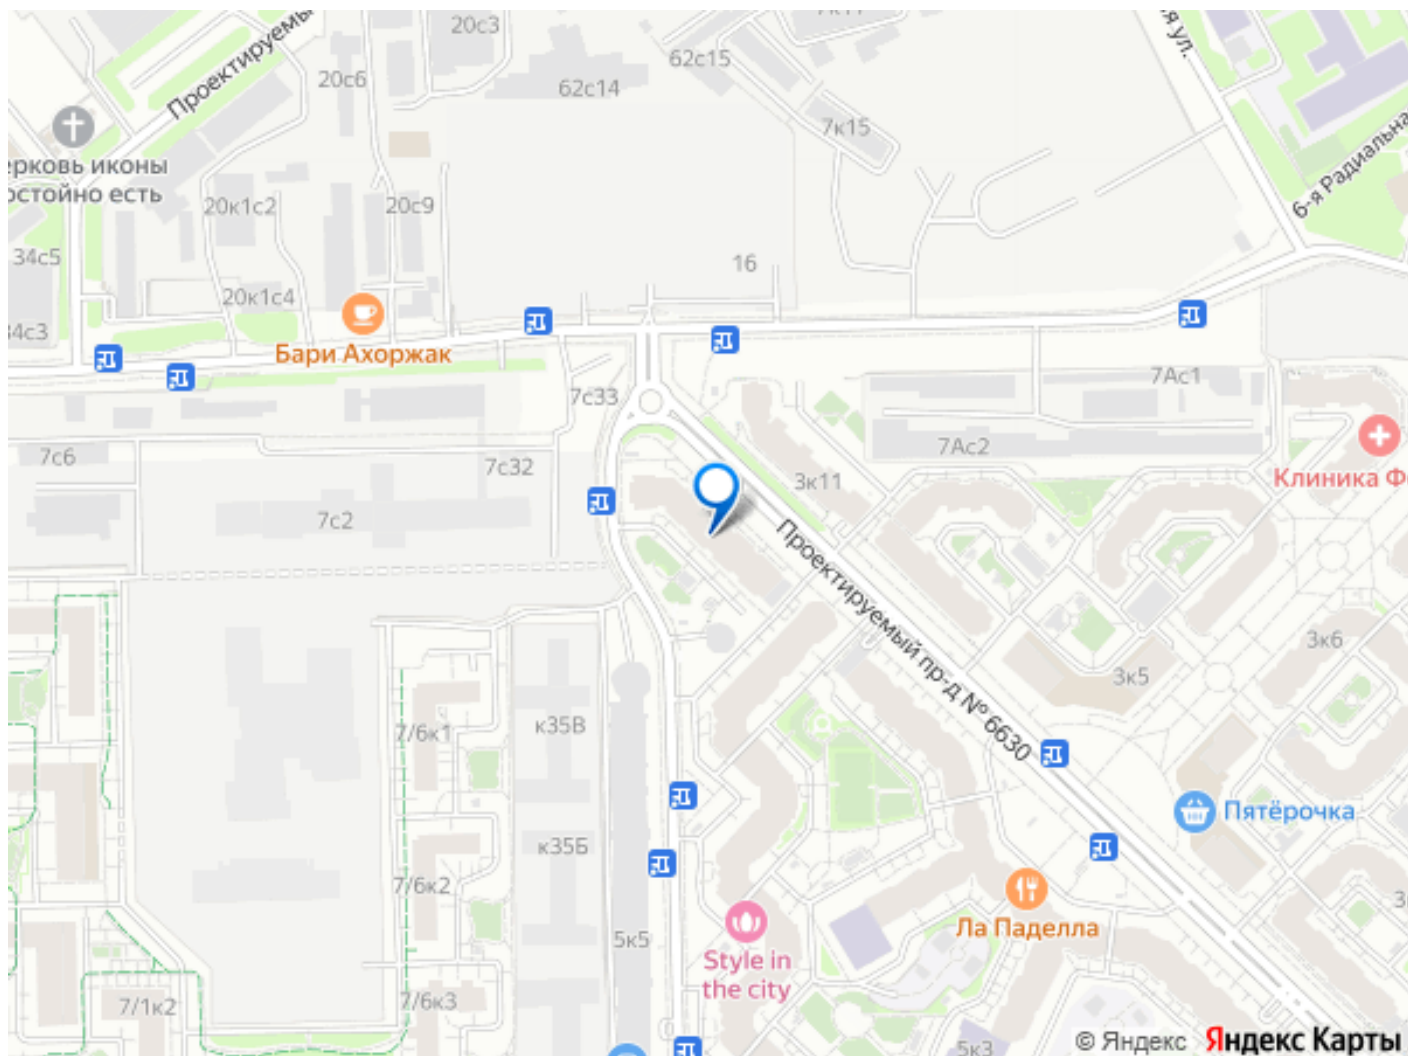 20с3
62с15
62с14
20с6
Проектируемы
7к15
6-я Радиальна
я ул.
ерковь иконы
остойно есть
20к1с2
20с9
34с5
16
20к1с4
34с3
Бари Ахоржак
7с33
7Ас1
7Ас2
7с6
7с32
3к11
Клиника Ф
7с2
Проектируемый пр-д № 6630
3к6
3к5
7/6к1
к35В
Пятёрочка
к35Б
7/6к2
Ла Паделла
5к5
Style in
the city
7/6к3
7/1к2
5к3
© Яндекс Яндекс Карты